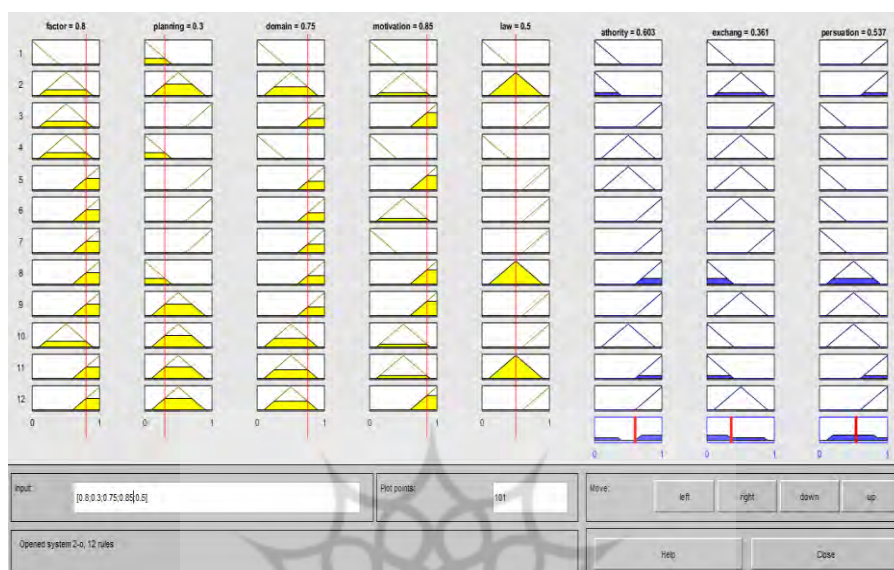 factor = 0.8 planning = 0.3 domain = 0.75 motivation = 0.85 law = 0.5 athority = 0.603 exchang = 0.361 persuation = 0.537
1
2
3
4
5
6
7
8
9
10
11
12
0 1 0 1 0 1 0 1 0 1
0 1 0 1 0 1
Input: [0.8;0.3;0.75;0.85;0.5] Plot points: 101 Move: left right down up
Opened system 2-o, 12 rules Help Close